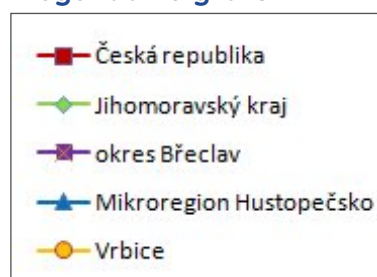 Česká republika
Jihomoravský kraj
okres Břeclav
Mikroregion Hustopečsko
Vrbice